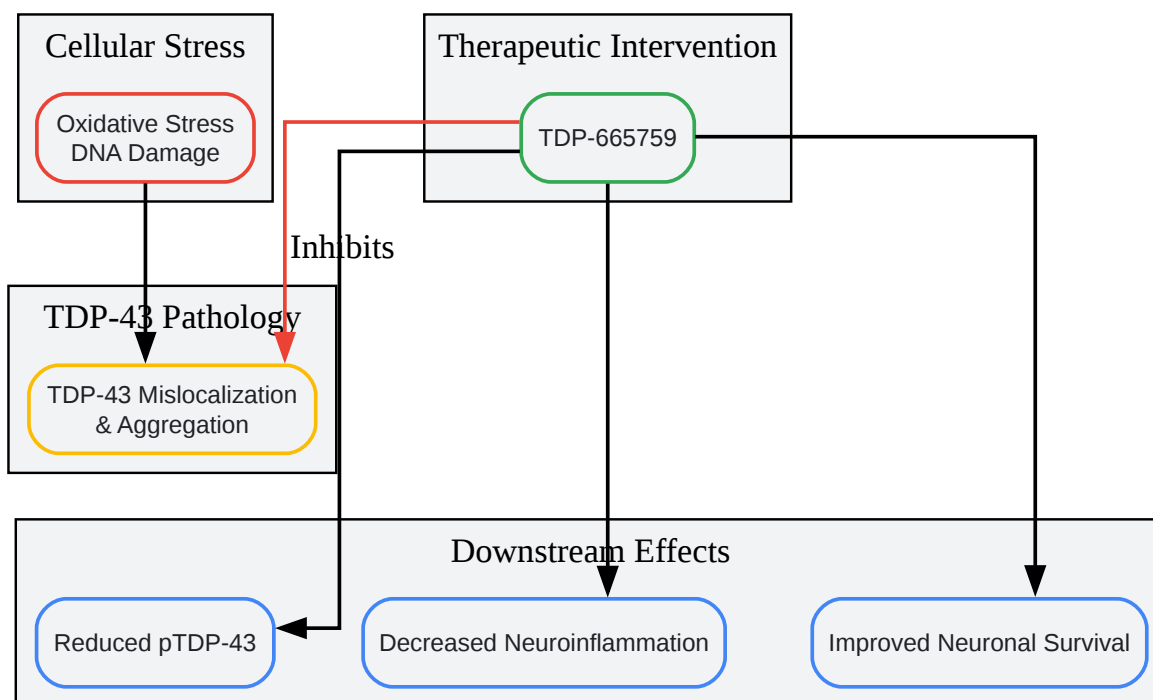 Cellular Stress
Oxidative Stress
DNA Damage
Therapeutic Intervention
TDP-665759
Inhibits
TDP-43 Pathology
TDP-43 Mislocalization
& Aggregation
Downstream Effects
Reduced pTDP-43
Decreased Neuroinflammation
Improved Neuronal Survival